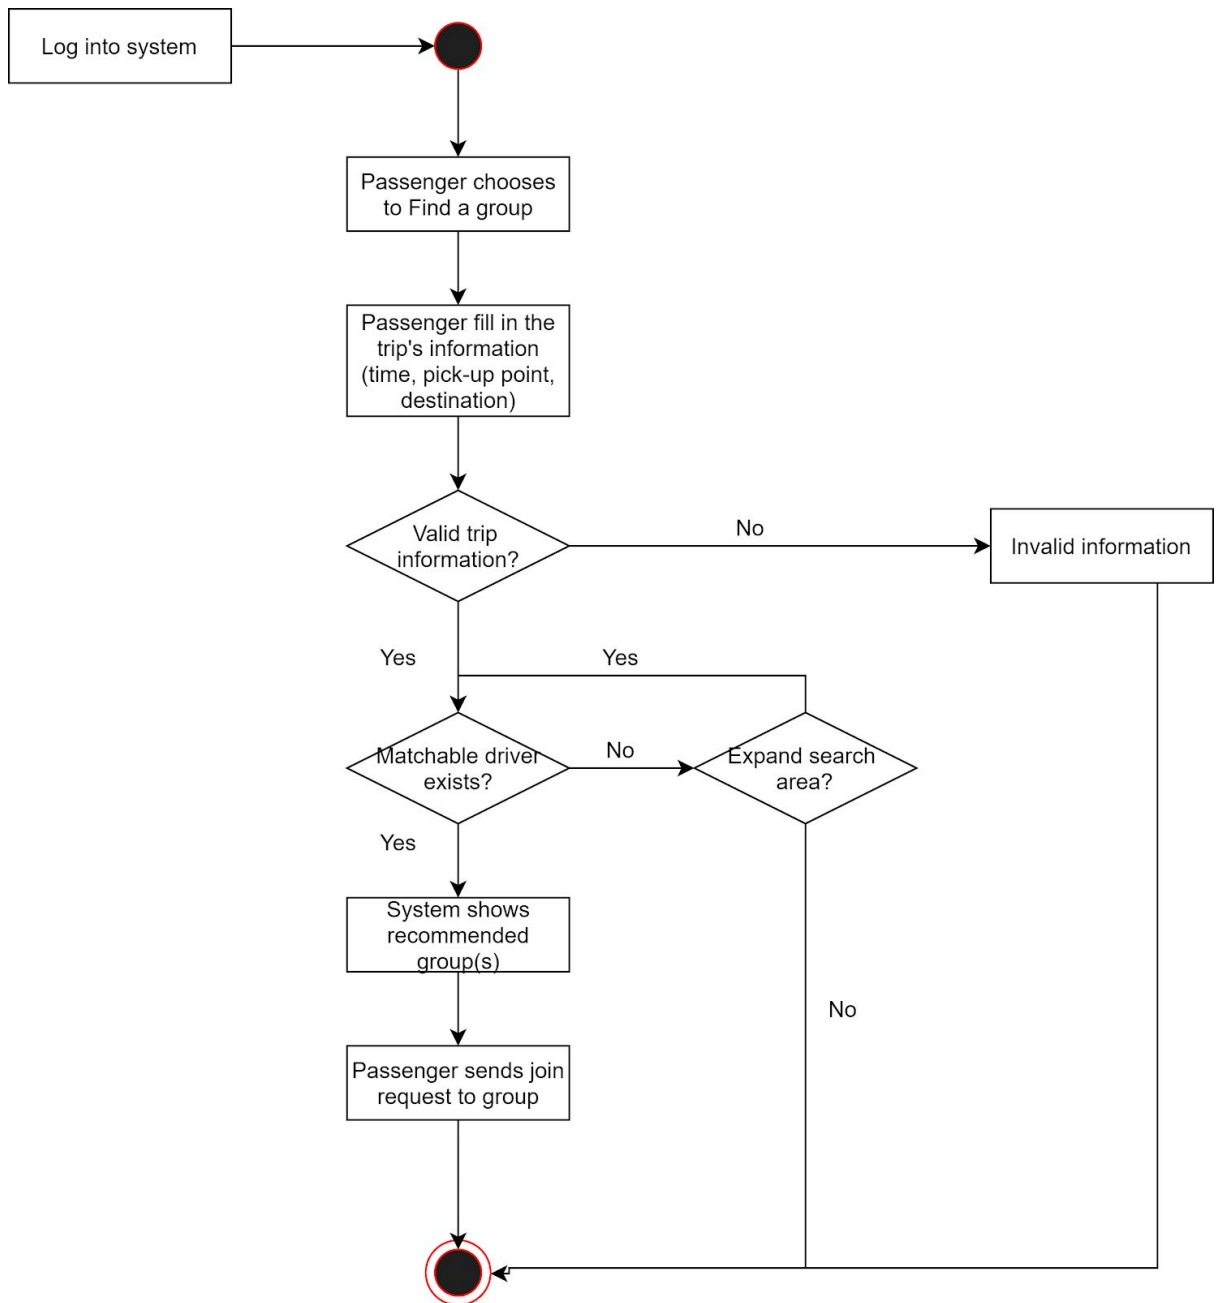 Log into system
Passenger chooses
to Find a group
Passenger fill in the
trip's information
(time, pick-up point,
destination)
Valid trip
information?
No
Invalid information
Yes
Yes
Matchable driver
exists?
No
Expand search
area?
Yes
System shows
recommended
group(s)
No
Passenger sends join
request to group